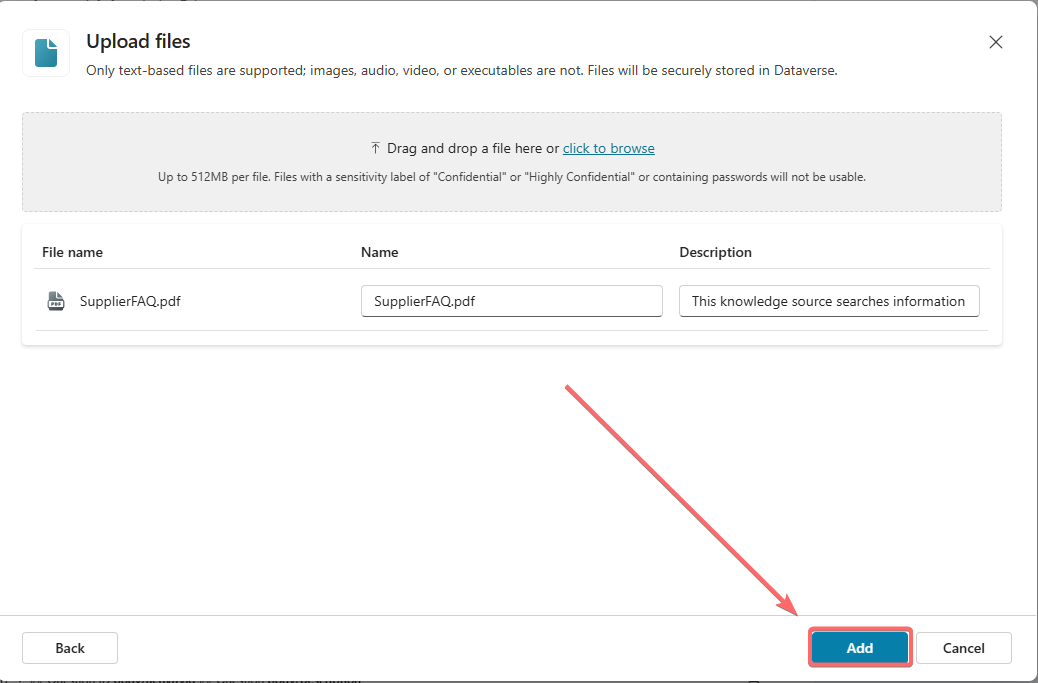 Upload files
Only text-based files are supported; images, audio, video, or executables are not. Files will be securely stored in Dataverse.
Drag and drop a file here or click to browse
Up to 512MB per file. Files with a sensitivity label of "Confidential" or "Highly Confidential" or containing passwords will not be usable.
File name Name Description
PDF SupplierFAQ.pdf SupplierFAQ.pdf This knowledge source searches information
Back Add Cancel